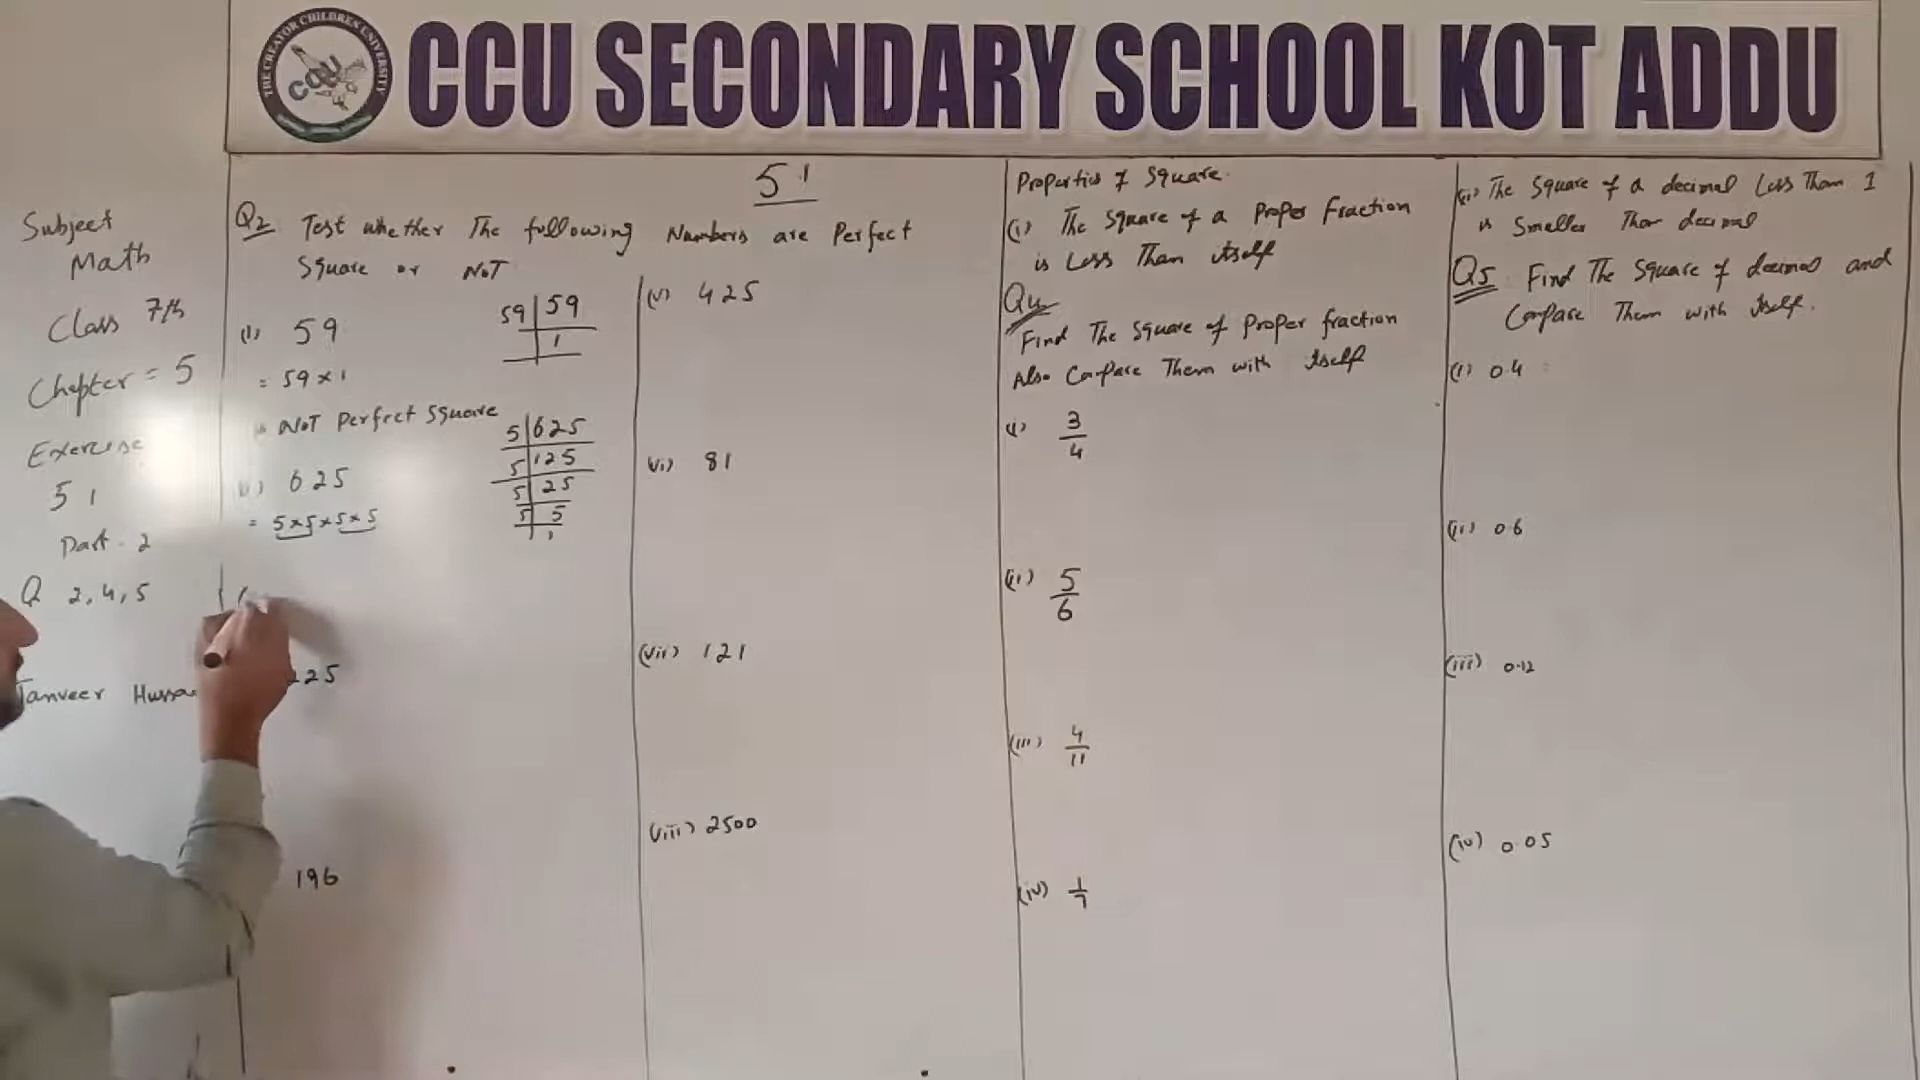 THE CREATOR CHILDREN UNIVERSITY
CCU
CCU SECONDARY SCHOOL KOT ADDU
Subject
Math
Class 7th
Chapter = 5
Exercise
5 1
Part - 2
Q 2, 4, 5
Tanveer
5.1
Q2 Test whether The following Numbers are Perfect
Square or NOT
(i) 59
59 | 59
1
= 59 × 1
NOT Perfect Square
625
5 | 625
5 | 125
5 | 25
5 | 5
1
= 5×5×5×5
225
196
(v) 425
(vi) 81
(vii) 121
(viii) 2500
Properties of Square.
(i) The Square of a Proper Fraction
is Less Than itself
Q4
Find The Square of Proper fraction
Also Compare Them with itself
(i) 3/4
(ii) 5/6
(iii) 4/11
(iv) 1/7
(ii) The Square of a decimal Less Than 1
is Smaller Than decimal
Q5 Find The Square of decimal and
Compare Them with itself.
(i) 0.4
(ii) 0.6
(iii) 0.12
(iv) 0.05